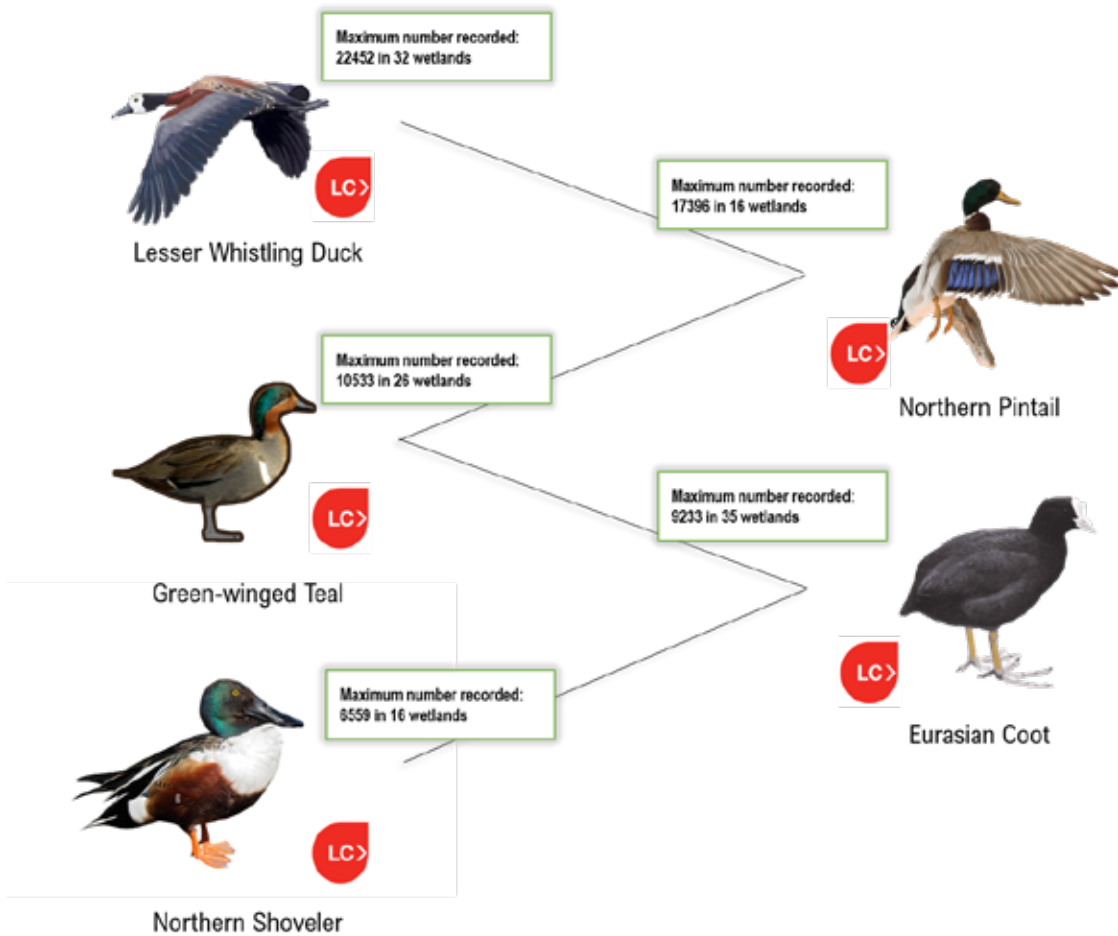 Maximum number recorded:
22452 in 32 wetlands
LC>
Lesser Whistling Duck
Maximum number recorded:
17396 in 16 wetlands
LC>
Northern Pintail
Maximum number recorded:
10533 in 26 wetlands
LC>
Green-winged Teal
Maximum number recorded:
9233 in 35 wetlands
LC>
Eurasian Coot
Maximum number recorded:
6559 in 16 wetlands
LC>
Northern Shoveler